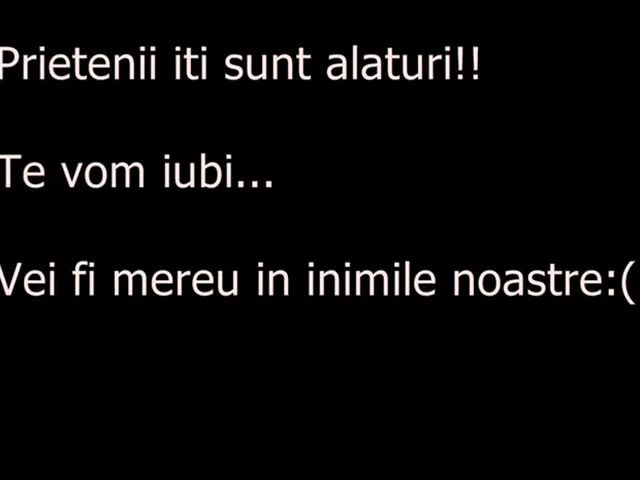 Prietenii iti sunt alaturi!!
Te vom iubi...
Vei fi mereu in inimile noastre:(